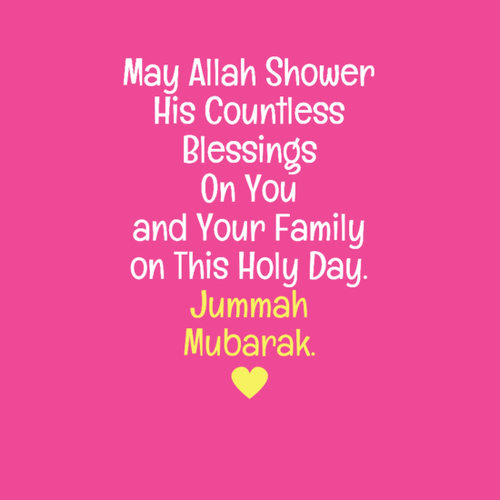 May Allah Shower
His Countless
Blessings
On You
and Your Family
on This Holy Day.
Jummah
Mubarak.